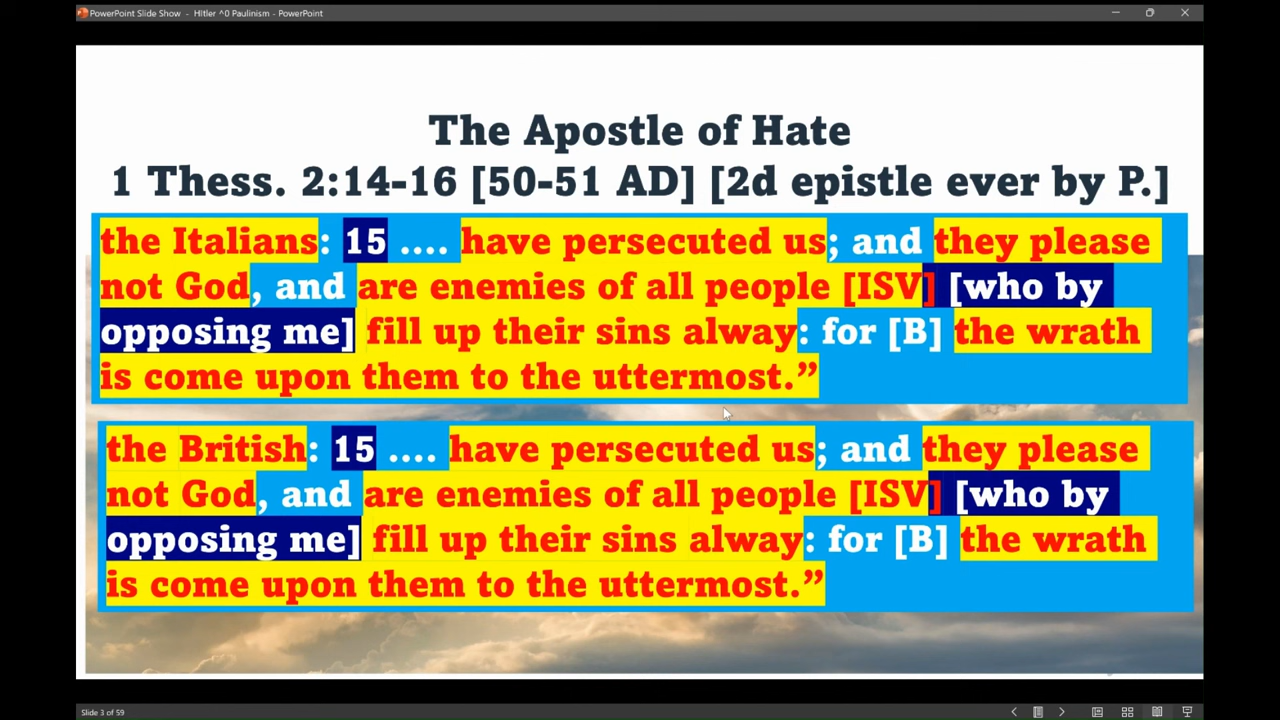 PowerPoint Slide Show - Hitler ^0 Paulinism - PowerPoint
The Apostle of Hate
1 Thess. 2:14-16 [50-51 AD] [2d epistle ever by P.]
the Italians: 15 .... have persecuted us; and they please
not God, and are enemies of all people [ISV] [who by
opposing me] fill up their sins alway: for [B] the wrath
is come upon them to the uttermost.”
the British: 15 .... have persecuted us; and they please
not God, and are enemies of all people [ISV] [who by
opposing me] fill up their sins alway: for [B] the wrath
is come upon them to the uttermost.”
Slide 3 of 59